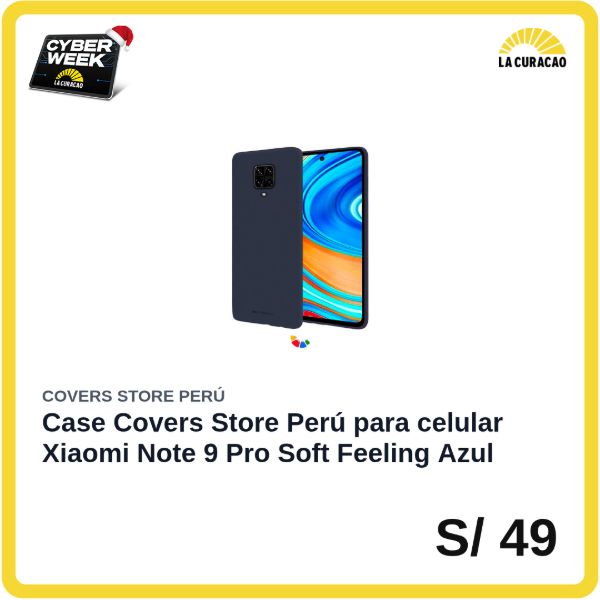 CYBER
WEEK
LA CURACAO
LA CURACAO
COVERS STORE PERÚ
Case Covers Store Perú para celular
Xiaomi Note 9 Pro Soft Feeling Azul
S/ 49